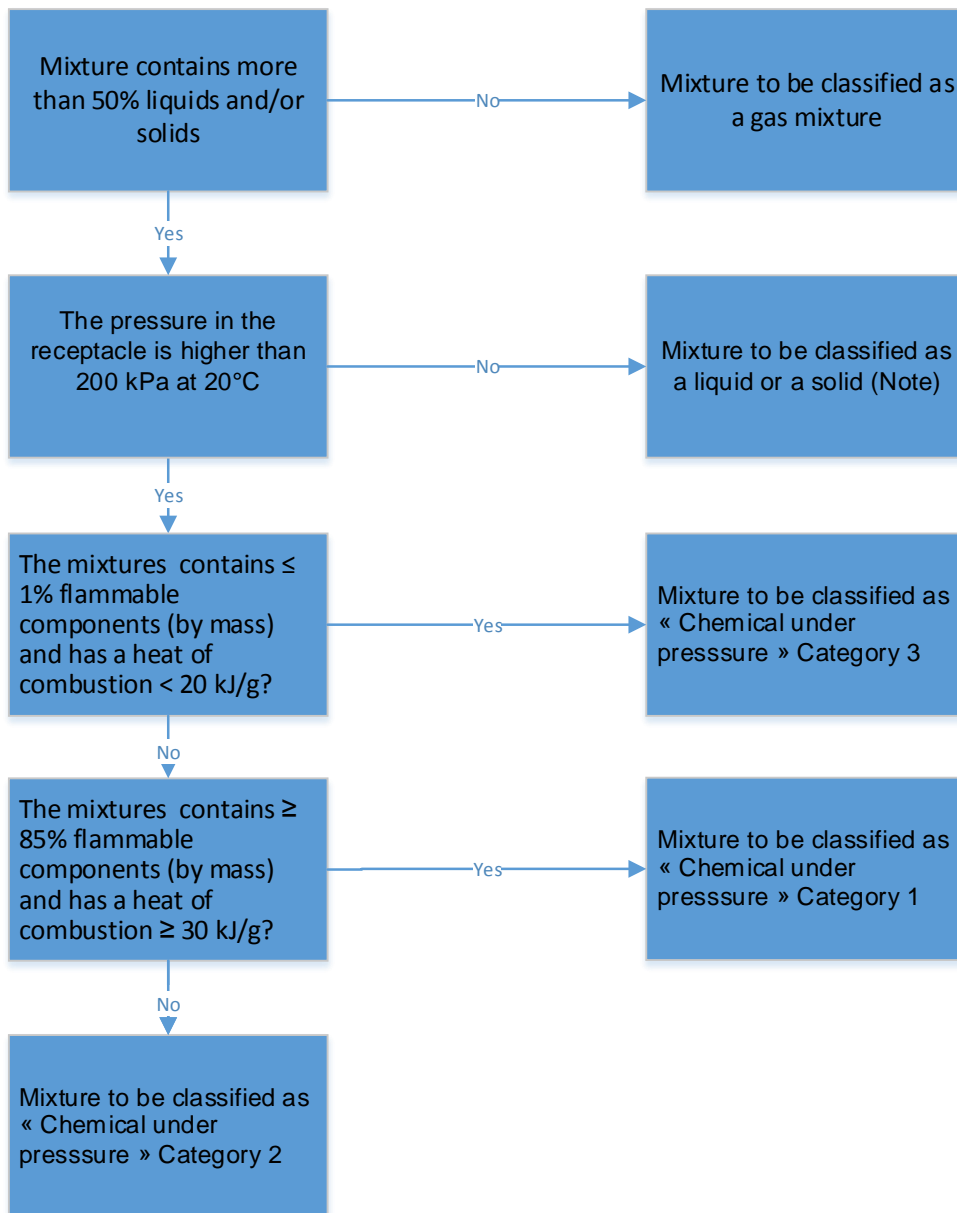 Mixture contains more
than 50% liquids and/or
solids
No
Mixture to be classified as
a gas mixture
Yes
The pressure in the
receptacle is higher than
200 kPa at 20°C
No
Mixture to be classified as
a liquid or a solid (Note)
Yes
The mixtures  contains ≤
1% flammable
components (by mass)
and has a heat of
combustion < 20 kJ/g?
Yes
Mixture to be classified as
« Chemical under
presssure » Category 3
No
The mixtures  contains ≥
85% flammable
components (by mass)
and has a heat of
combustion ≥ 30 kJ/g?
Yes
Mixture to be classified as
« Chemical under
presssure » Category 1
No
Mixture to be classified as
« Chemical under
presssure » Category 2